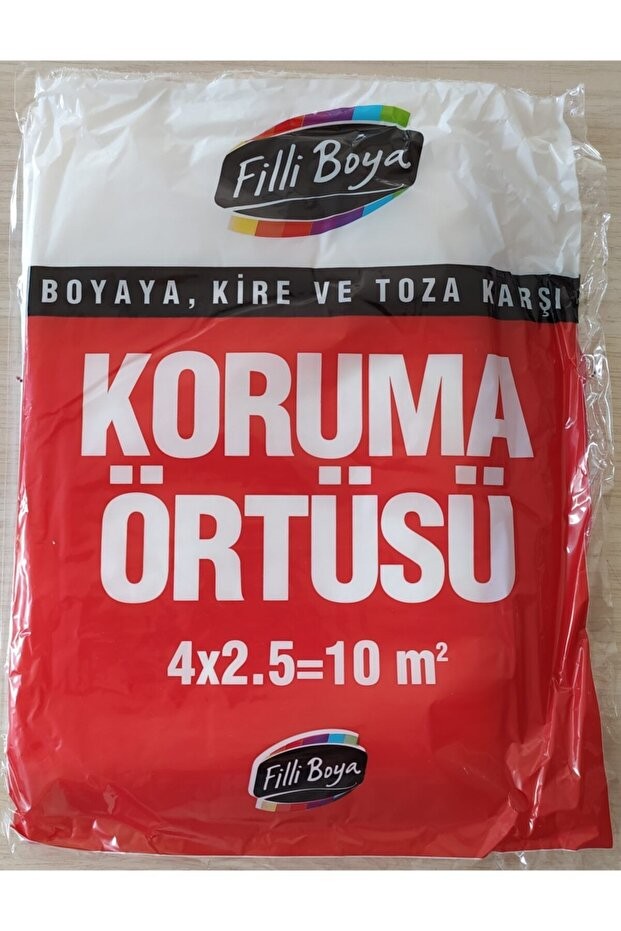 Filli Boya
BOYAYA, KİRE VE TOZA KARŞI
KORUMA
ÖRTÜSÜ
4x2.5=10 m²
Filli Boya